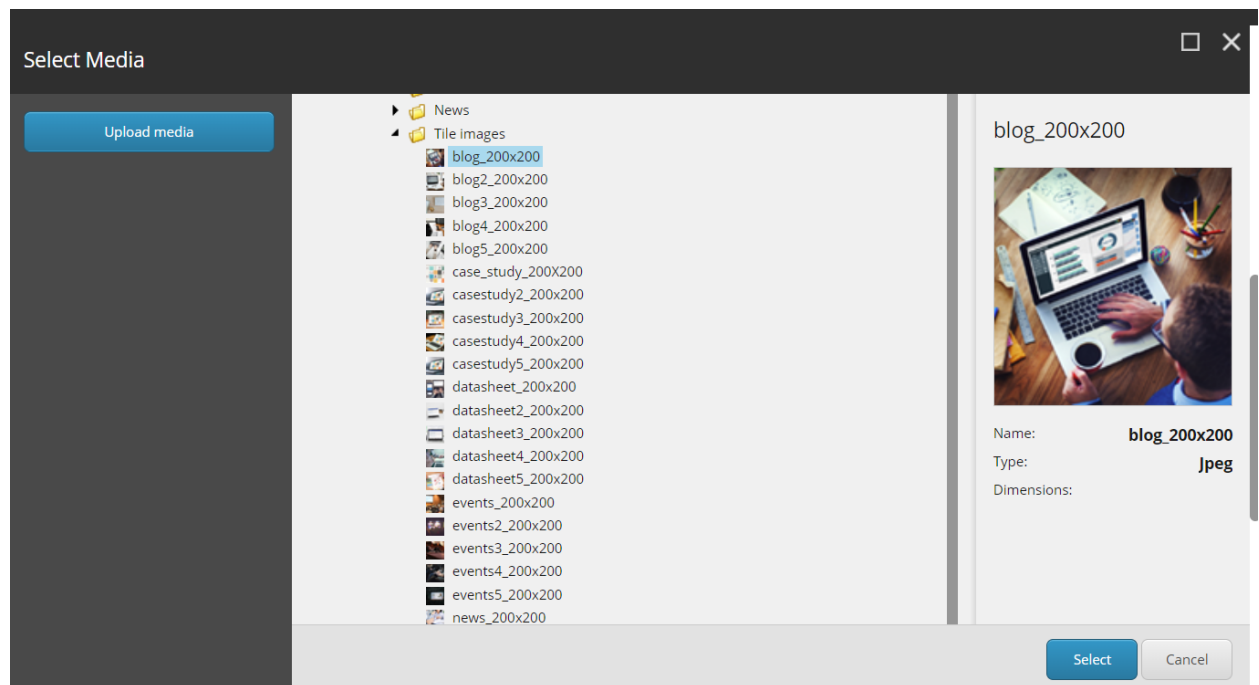 Select Media
Upload media
News
Tile images
blog_200x200
blog2_200x200
blog3_200x200
blog4_200x200
blog5_200x200
case_study_200X200
casestudy2_200x200
casestudy3_200x200
casestudy4_200x200
casestudy5_200x200
datasheet_200x200
datasheet2_200x200
datasheet3_200x200
datasheet4_200x200
datasheet5_200x200
events_200x200
events2_200x200
events3_200x200
events4_200x200
events5_200x200
news_200x200
blog_200x200
Name: blog_200x200
Type: Jpeg
Dimensions:
Select Cancel